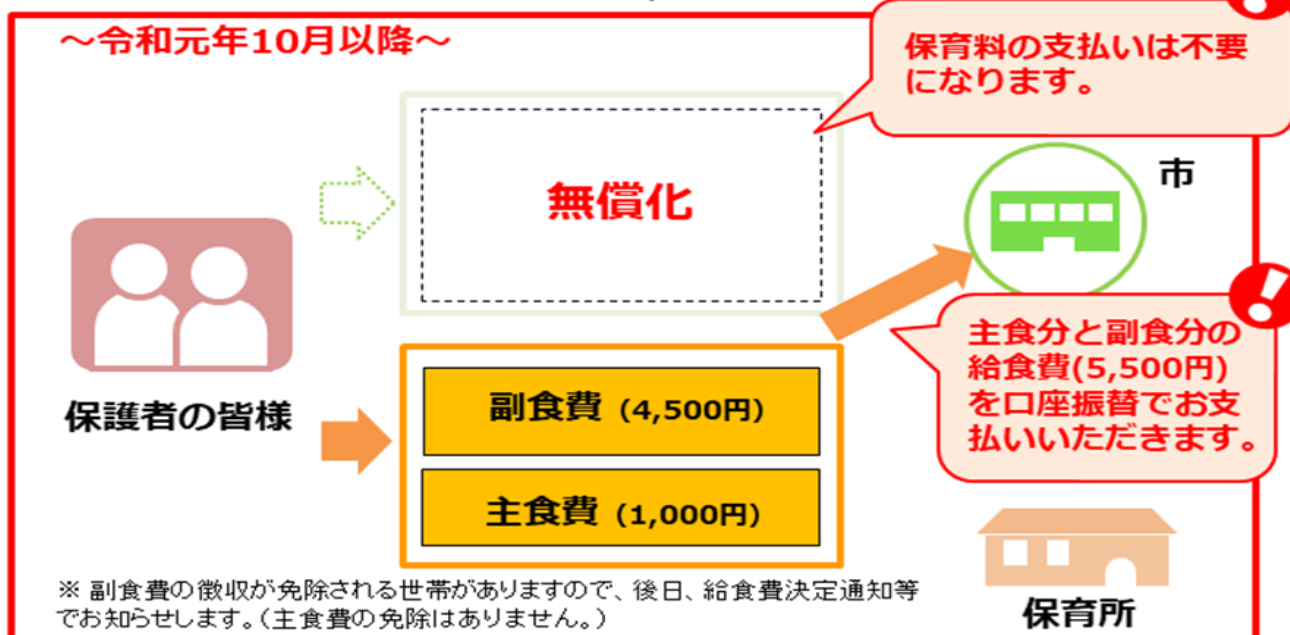 ~令和元年10月以降~
保育料の支払いは不要
になります。
無償化
市
保護者の皆様
副食費 (4,500円)
主食費 (1,000円)
主食分と副食分の
給食費(5,500円)
を口座振替でお支
払いいただきます。
※ 副食費の徴収が免除される世帯がありますので、後日、給食費決定通知等
でお知らせします。(主食費の免除はありません。)
保育所